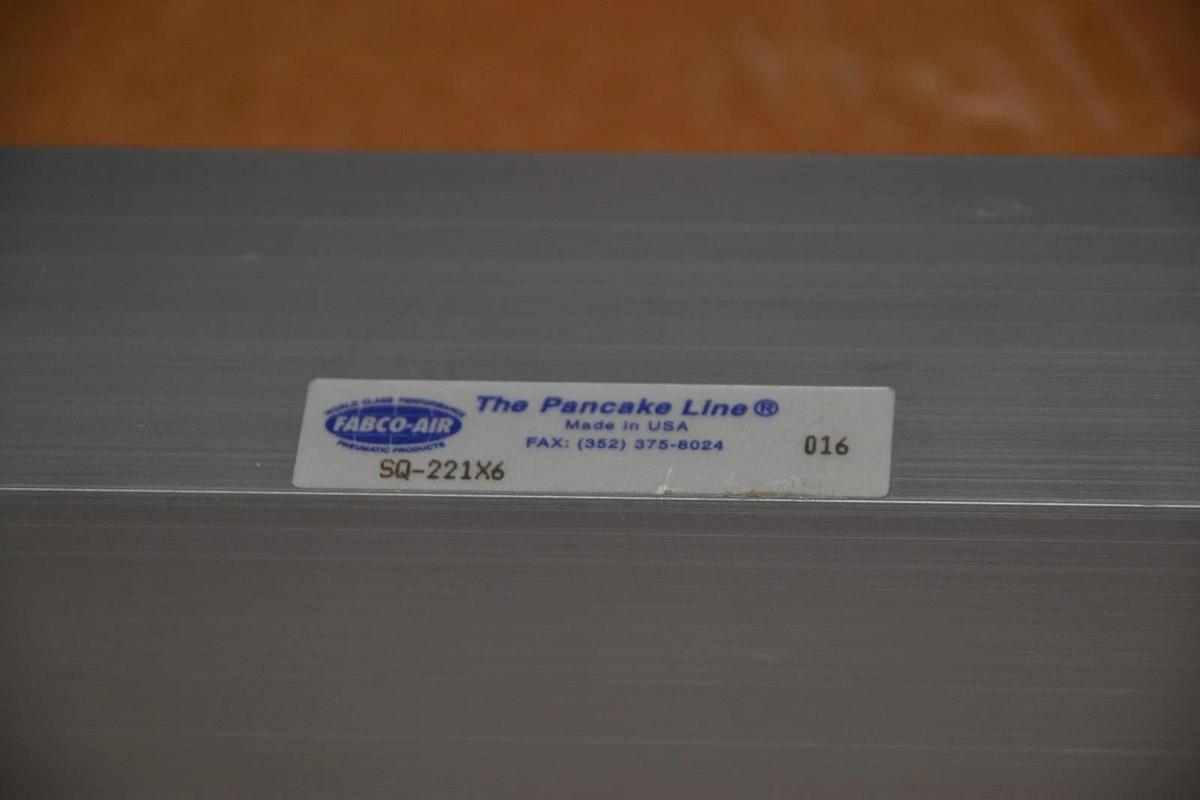 WORLD CLASS PERFORMANCE
FABCO-AIR
PNEUMATIC PRODUCTS
The Pancake Line®
Made in USA
FAX: (352) 375-8024
016
SQ-221X6